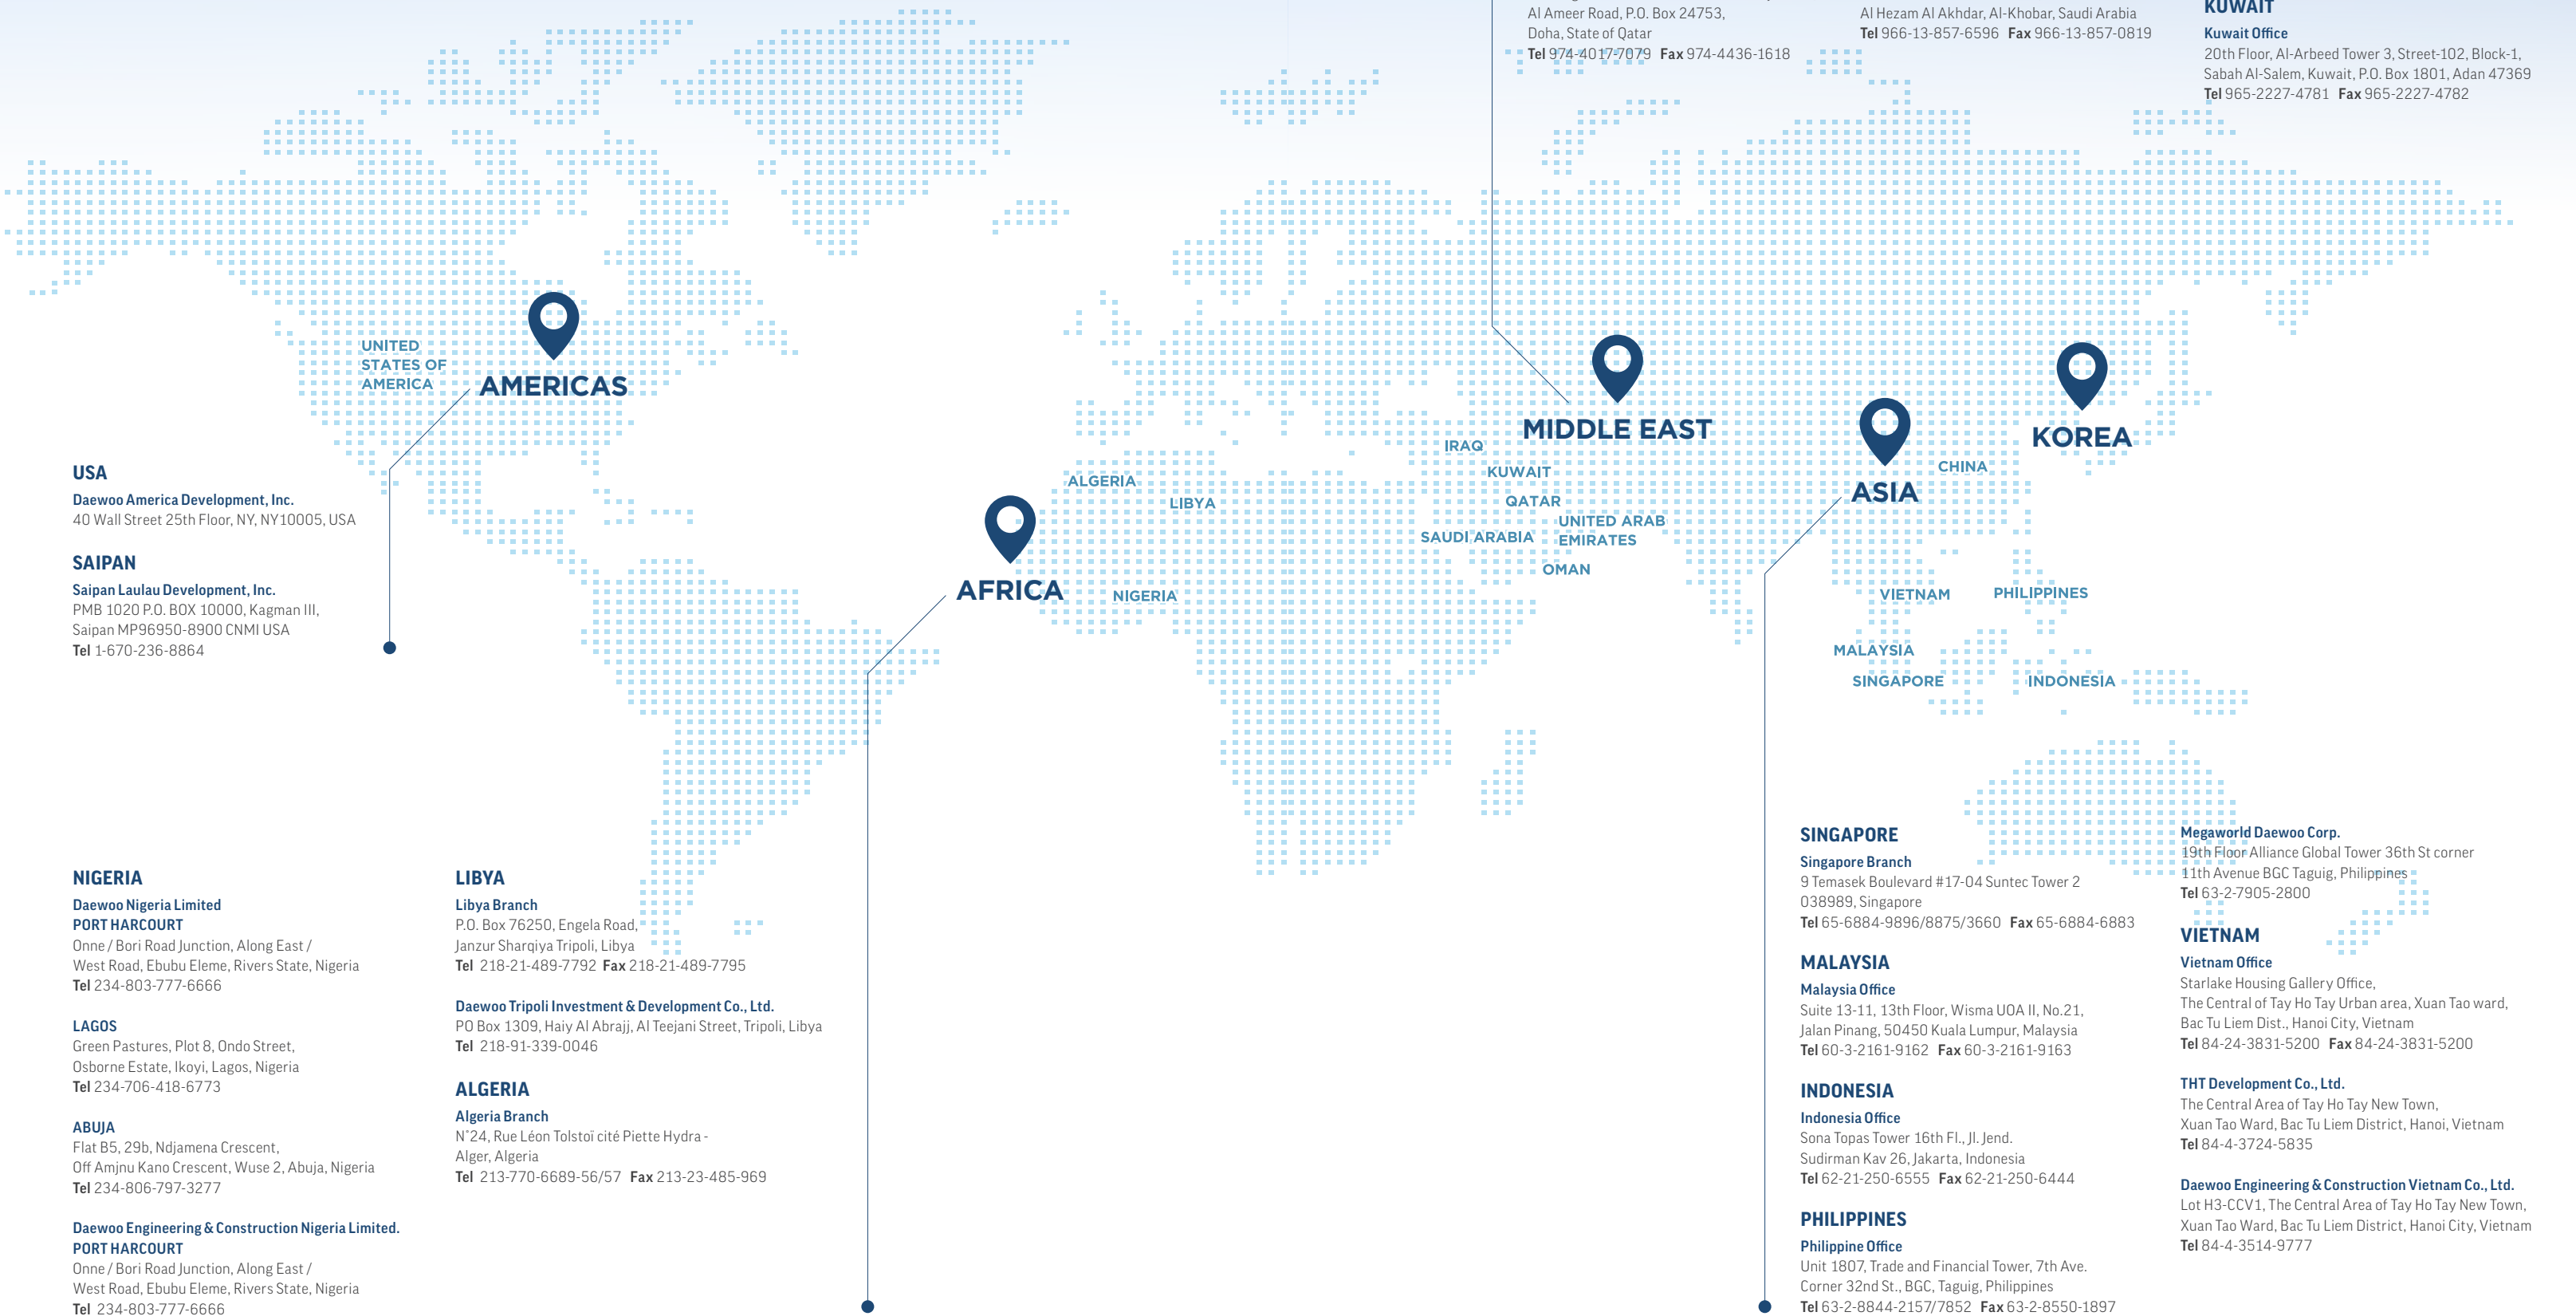 Al Ameer Road, P.O. Box 24753,
Doha, State of Qatar
Tel 974-4017-7079 Fax 974-4436-1618
Al Hezam Al Akhdar, Al-Khobar, Saudi Arabia
Tel 966-13-857-6596 Fax 966-13-857-0819
KUWAIT
Kuwait Office
20th Floor, Al-Arbeed Tower 3, Street-102, Block-1,
Sabah Al-Salem, Kuwait, P.O. Box 1801, Adan 47369
Tel 965-2227-4781 Fax 965-2227-4782
UNITED
STATES OF
AMERICA
AMERICAS
MIDDLE EAST
KOREA
IRAQ
KUWAIT
QATAR
UNITED ARAB
EMIRATES
SAUDI ARABIA
OMAN
ASIA
CHINA
ALGERIA
LIBYA
AFRICA
NIGERIA
VIETNAM
PHILIPPINES
MALAYSIA
SINGAPORE
INDONESIA
USA
Daewoo America Development, Inc.
40 Wall Street 25th Floor, NY, NY10005, USA
SAIPAN
Saipan Laulau Development, Inc.
PMB 1020 P.O. BOX 10000, Kagman III,
Saipan MP96950-8900 CNMI USA
Tel 1-670-236-8864
NIGERIA
Daewoo Nigeria Limited
PORT HARCOURT
Onne / Bori Road Junction, Along East /
West Road, Ebubu Eleme, Rivers State, Nigeria
Tel 234-803-777-6666
LAGOS
Green Pastures, Plot 8, Ondo Street,
Osborne Estate, Ikoyi, Lagos, Nigeria
Tel 234-706-418-6773
ABUJA
Flat B5, 29b, Ndjamena Crescent,
Off Amjnu Kano Crescent, Wuse 2, Abuja, Nigeria
Tel 234-806-797-3277
Daewoo Engineering & Construction Nigeria Limited.
PORT HARCOURT
Onne / Bori Road Junction, Along East /
West Road, Ebubu Eleme, Rivers State, Nigeria
Tel 234-803-777-6666
LIBYA
Libya Branch
P.O. Box 76250, Engela Road,
Janzur Sharqiya Tripoli, Libya
Tel 218-21-489-7792 Fax 218-21-489-7795
Daewoo Tripoli Investment & Development Co., Ltd.
PO Box 1309, Haiy Al Abrajj, Al Teejani Street, Tripoli, Libya
Tel 218-91-339-0046
ALGERIA
Algeria Branch
N°24, Rue Léon Tolstoï cité Piette Hydra -
Alger, Algeria
Tel 213-770-6689-56/57 Fax 213-23-485-969
SINGAPORE
Singapore Branch
9 Temasek Boulevard #17-04 Suntec Tower 2
038989, Singapore
Tel 65-6884-9896/8875/3660 Fax 65-6884-6883
MALAYSIA
Malaysia Office
Suite 13-11, 13th Floor, Wisma UOA II, No.21,
Jalan Pinang, 50450 Kuala Lumpur, Malaysia
Tel 60-3-2161-9162 Fax 60-3-2161-9163
INDONESIA
Indonesia Office
Sona Topas Tower 16th Fl., Jl. Jend.
Sudirman Kav 26, Jakarta, Indonesia
Tel 62-21-250-6555 Fax 62-21-250-6444
PHILIPPINES
Philippine Office
Unit 1807, Trade and Financial Tower, 7th Ave.
Corner 32nd St., BGC, Taguig, Philippines
Tel 63-2-8844-2157/7852 Fax 63-2-8550-1897
Megaworld Daewoo Corp.
19th Floor Alliance Global Tower 36th St corner
11th Avenue BGC Taguig, Philippines
Tel 63-2-7905-2800
VIETNAM
Vietnam Office
Starlake Housing Gallery Office,
The Central of Tay Ho Tay Urban area, Xuan Tao ward,
Bac Tu Liem Dist., Hanoi City, Vietnam
Tel 84-24-3831-5200 Fax 84-24-3831-5200
THT Development Co., Ltd.
The Central Area of Tay Ho Tay New Town,
Xuan Tao Ward, Bac Tu Liem District, Hanoi, Vietnam
Tel 84-4-3724-5835
Daewoo Engineering & Construction Vietnam Co., Ltd.
Lot H3-CCV1, The Central Area of Tay Ho Tay New Town,
Xuan Tao Ward, Bac Tu Liem District, Hanoi City, Vietnam
Tel 84-4-3514-9777